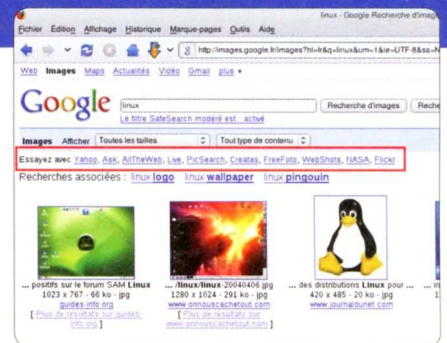 linux - Google Recherche d'imag
Fichier Édition Affichage Historique Marque-pages Outils Aide
http://images.google.fr/images?hl=fr&q=linux&um=1&ie=UTF-8&sa=N
Web Images Maps Actualités Vidéo Gmail plus
Google linux Recherche d'images Reche
Le filtre SafeSearch modéré est activé
Images Afficher Toutes les tailles Tout type de contenu
Essayez avec Yahoo, Ask, AllTheWeb, Live, PicSearch, Creatas, FreeFoto, WebShots, NASA, Flickr
Recherches associées : linux logo linux wallpaper linux pingouin
... positifs sur le forum SAM Linux ... .../linux/linux-20040406.jpg ... des distributions Linux pour ... ... in
1023 x 767 - 66 ko - jpg 1280 x 1024 - 291 ko - jpg 420 x 485 - 20 ko - jpg
guides-info.org www.onnouscachetout.com www.journaldunet.com
[ Plus de résultats sur guides- [ Plus de résultats sur
info.org ] www.onnouscachetout.com ]